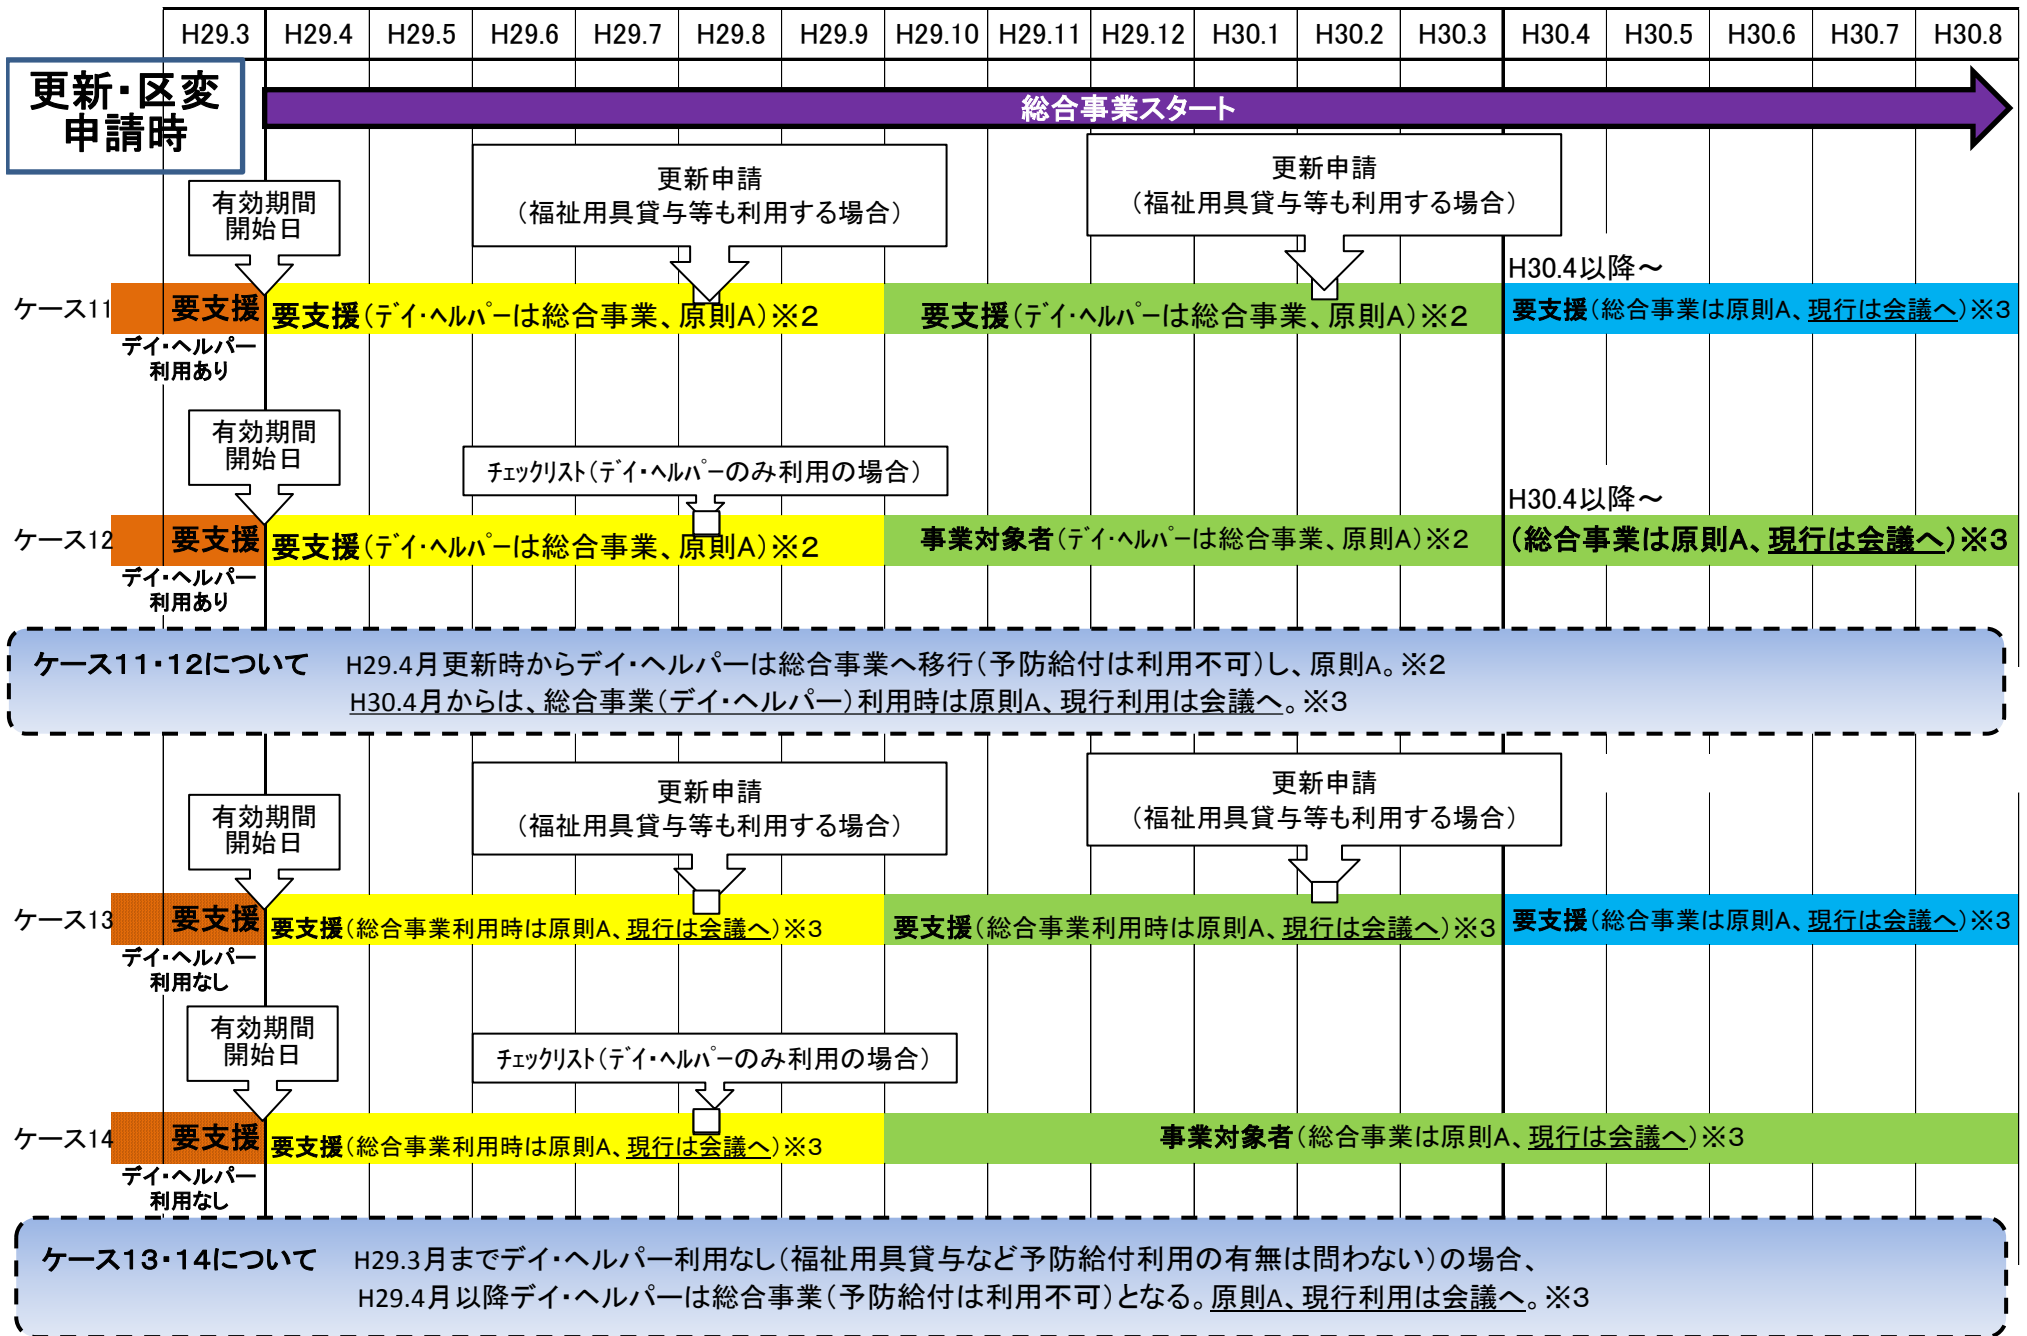 H29.3 H29.4 H29.5 H29.6 H29.7 H29.8 H29.9 H29.10 H29.11 H29.12 H30.1 H30.2 H30.3 H30.4 H30.5 H30.6 H30.7 H30.8
更新・区変
申請時
総合事業スタート
有効期間
開始日
更新申請
(福祉用具貸与等も利用する場合)
更新申請
(福祉用具貸与等も利用する場合)
H30.4以降～
ケース11
要支援
要支援(デイ・ヘルパーは総合事業、原則A)※2
要支援(デイ・ヘルパーは総合事業、原則A)※2
要支援(総合事業は原則A、現行は会議へ)※3
デイ・ヘルパー
利用あり
有効期間
開始日
チェックリスト(デイ・ヘルパーのみ利用の場合)
H30.4以降～
ケース12
要支援
要支援(デイ・ヘルパーは総合事業、原則A)※2
事業対象者(デイ・ヘルパーは総合事業、原則A)※2
(総合事業は原則A、現行は会議へ)※3
デイ・ヘルパー
利用あり
ケース11・12について H29.4月更新時からデイ・ヘルパーは総合事業へ移行(予防給付は利用不可)し、原則A。※2
H30.4月からは、総合事業(デイ・ヘルパー)利用時は原則A、現行利用は会議へ。※3
有効期間
開始日
更新申請
(福祉用具貸与等も利用する場合)
更新申請
(福祉用具貸与等も利用する場合)
ケース13
要支援
要支援(総合事業利用時は原則A、現行は会議へ)※3
要支援(総合事業利用時は原則A、現行は会議へ)※3
要支援(総合事業は原則A、現行は会議へ)※3
デイ・ヘルパー
利用なし
有効期間
開始日
チェックリスト(デイ・ヘルパーのみ利用の場合)
ケース14
要支援
要支援(総合事業利用時は原則A、現行は会議へ)※3
事業対象者(総合事業は原則A、現行は会議へ)※3
デイ・ヘルパー
利用なし
ケース13・14について H29.3月までデイ・ヘルパー利用なし(福祉用具貸与など予防給付利用の有無は問わない)の場合、
H29.4月以降デイ・ヘルパーは総合事業(予防給付は利用不可)となる。原則A、現行利用は会議へ。※3